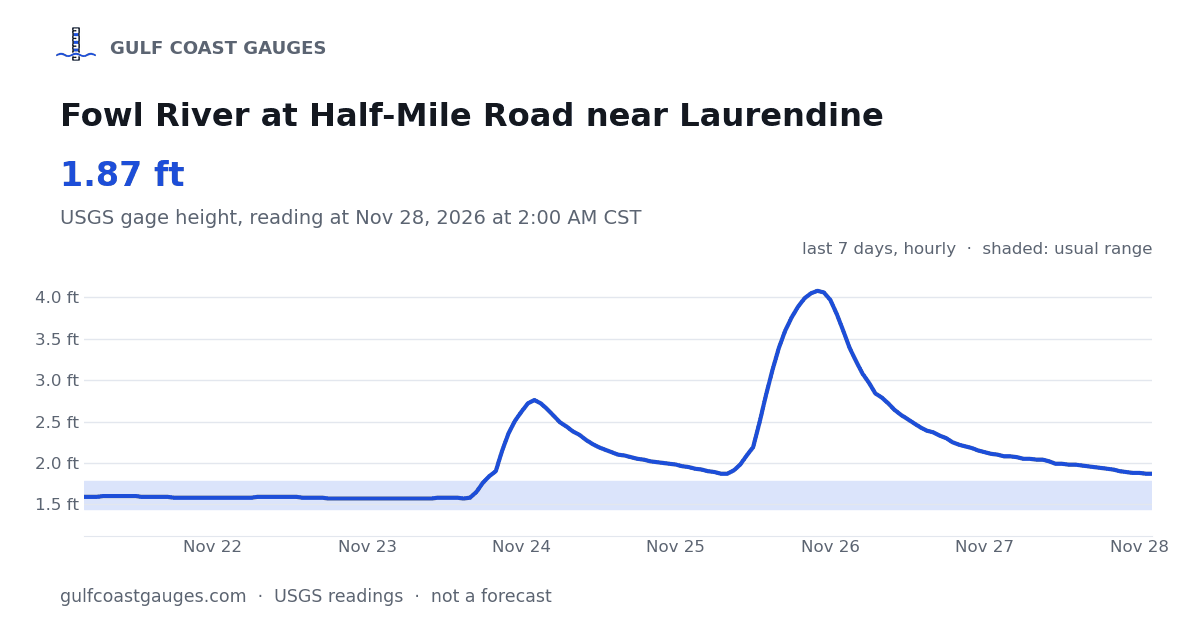 GULF COAST GAUGES
Fowl River at Half-Mile Road near Laurendine
1.87 ft
USGS gage height, reading at Nov 28, 2026 at 2:00 AM CST
last 7 days, hourly · shaded: usual range
4.0 ft
3.5 ft
3.0 ft
2.5 ft
2.0 ft
1.5 ft
Nov 22 Nov 23 Nov 24 Nov 25 Nov 26 Nov 27 Nov 28
gulfcoastgauges.com · USGS readings · not a forecast